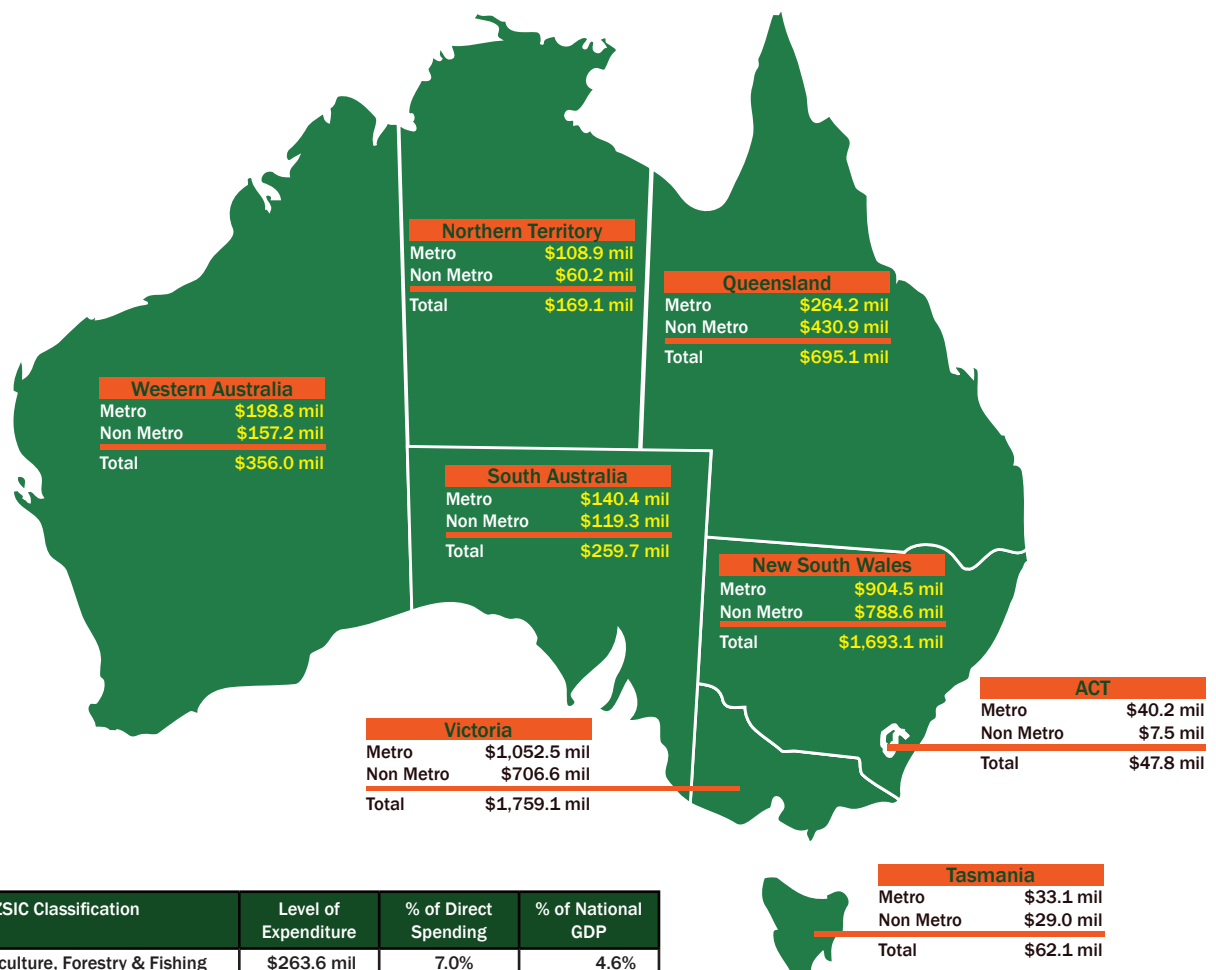 Northern Territory
Metro $108.9 mil
Non Metro $60.2 mil
Total $169.1 mil
Queensland
Metro $264.2 mil
Non Metro $430.9 mil
Total $695.1 mil
Western Australia
Metro $198.8 mil
Non Metro $157.2 mil
Total $356.0 mil
South Australia
Metro $140.4 mil
Non Metro $119.3 mil
Total $259.7 mil
New South Wales
Metro $904.5 mil
Non Metro $788.6 mil
Total $1,693.1 mil
ACT
Metro $40.2 mil
Non Metro $7.5 mil
Total $47.8 mil
Victoria
Metro $1,052.5 mil
Non Metro $706.6 mil
Total $1,759.1 mil
Tasmania
Metro $33.1 mil
Non Metro $29.0 mil
Total $62.1 mil
ZSIC Classification Level of % of Direct % of National
Expenditure Spending GDP
culture, Forestry & Fishing $263.6 mil 7.0% 4.6%